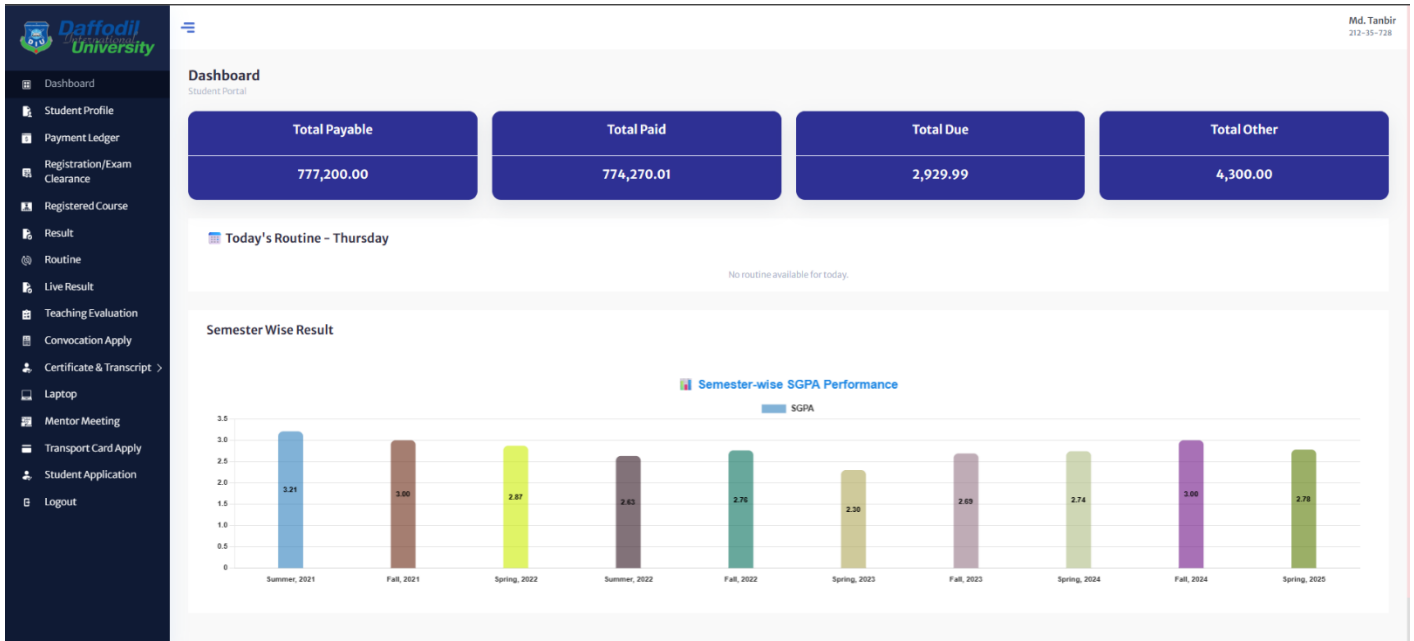 Daffodil
International
University
Md. Tanbir
212-35-728
Dashboard
Student Profile
Payment Ledger
Registration/Exam
Clearance
Registered Course
Result
Routine
Live Result
Teaching Evaluation
Convocation Apply
Certificate & Transcript >
Laptop
Mentor Meeting
Transport Card Apply
Student Application
Logout
Dashboard
Student Portal
Total Payable
777,200.00
Total Paid
774,270.01
Total Due
2,929.99
Total Other
4,300.00
Today's Routine - Thursday
No routine available for today.
Semester Wise Result
Semester-wise SGPA Performance
SGPA
3.5
3.0
2.5
2.0
1.5
1.0
0.5
0
3.21
3.00
2.87
2.63
2.76
2.30
2.69
2.74
3.00
2.78
Summer, 2021
Fall, 2021
Spring, 2022
Summer, 2022
Fall, 2022
Spring, 2023
Fall, 2023
Spring, 2024
Fall, 2024
Spring, 2025